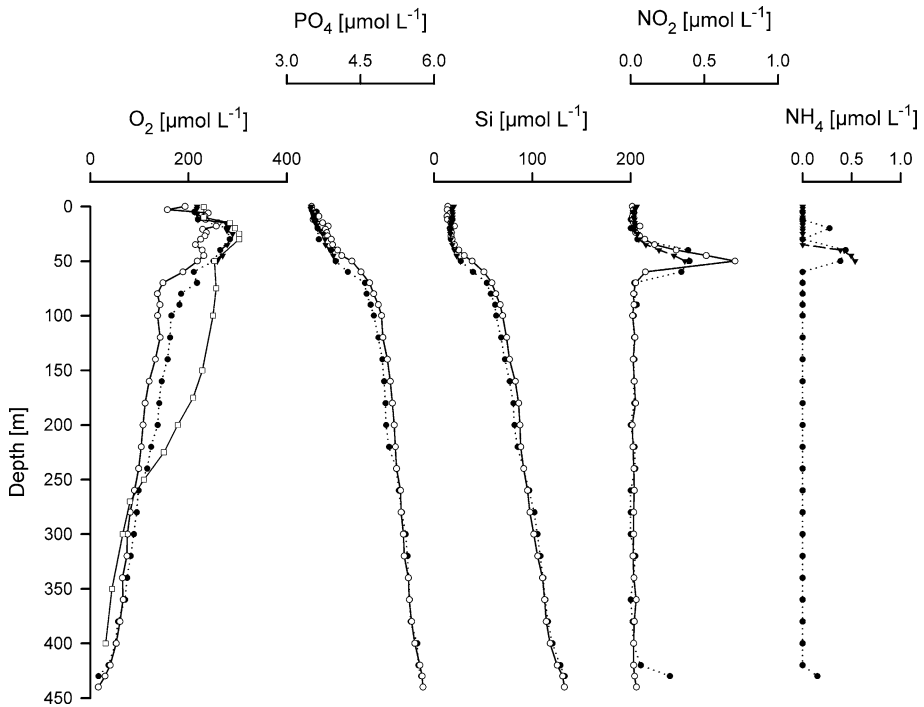 PO4 [µmol L-1]
NO2 [µmol L-1]
3.0 4.5 6.0
0.0 0.5 1.0
O2 [µmol L-1]
Si [µmol L-1]
NH4 [µmol L-1]
0 200 400
0 100 200
0.0 0.5 1.0
0
50
100
150
200
250
300
350
400
450
Depth [m]